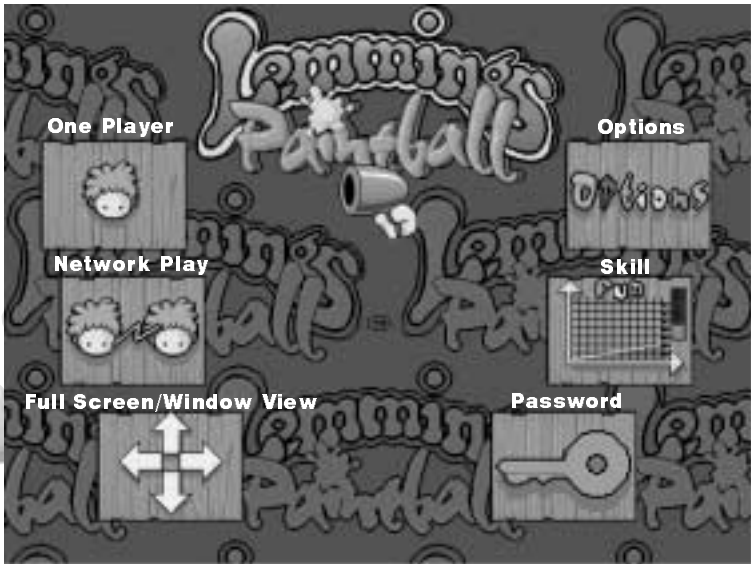 Lemmings
Paintball
One Player
Options
Options
Network Play
Skill
Fun
Full Screen/Window View
Password